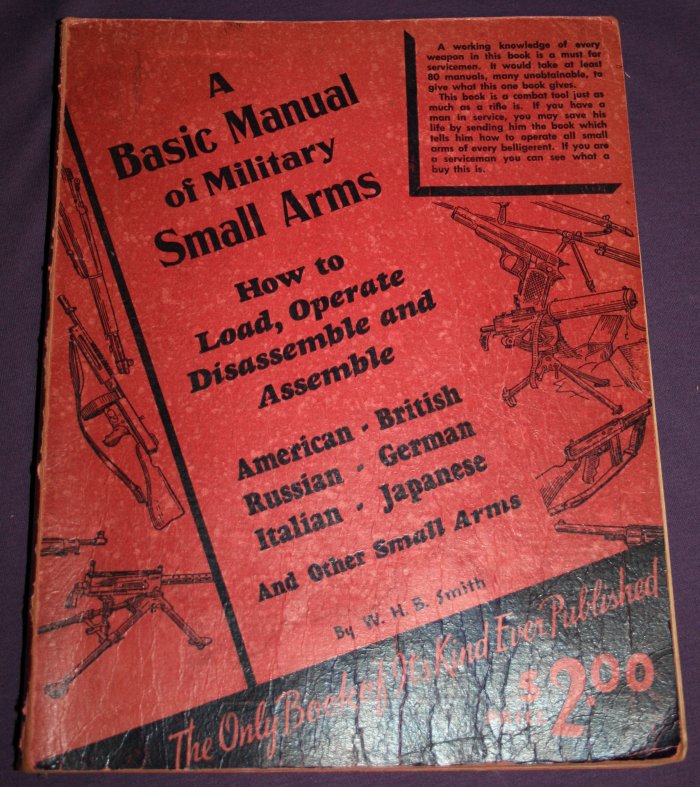 A
Basic Manual
of Military
Small Arms
A working knowledge of every
weapon in this book is a must for
servicemen. It would take at least
80 manuals, many unobtainable, to
give what this one book gives.
This book is a combat tool just as
much as a rifle is. If you have a
man in service, you may save his
life by sending him the book which
tells him how to operate all small
arms of every belligerent. If you are
a serviceman you can see what a
buy this is.
How to
Load, Operate
Disassemble and
Assemble
American - British
Russian - German
Italian - Japanese
And Other Small Arms
By W. H. B. Smith
The Only Book of Its Kind Ever Published
PRICE $2.00